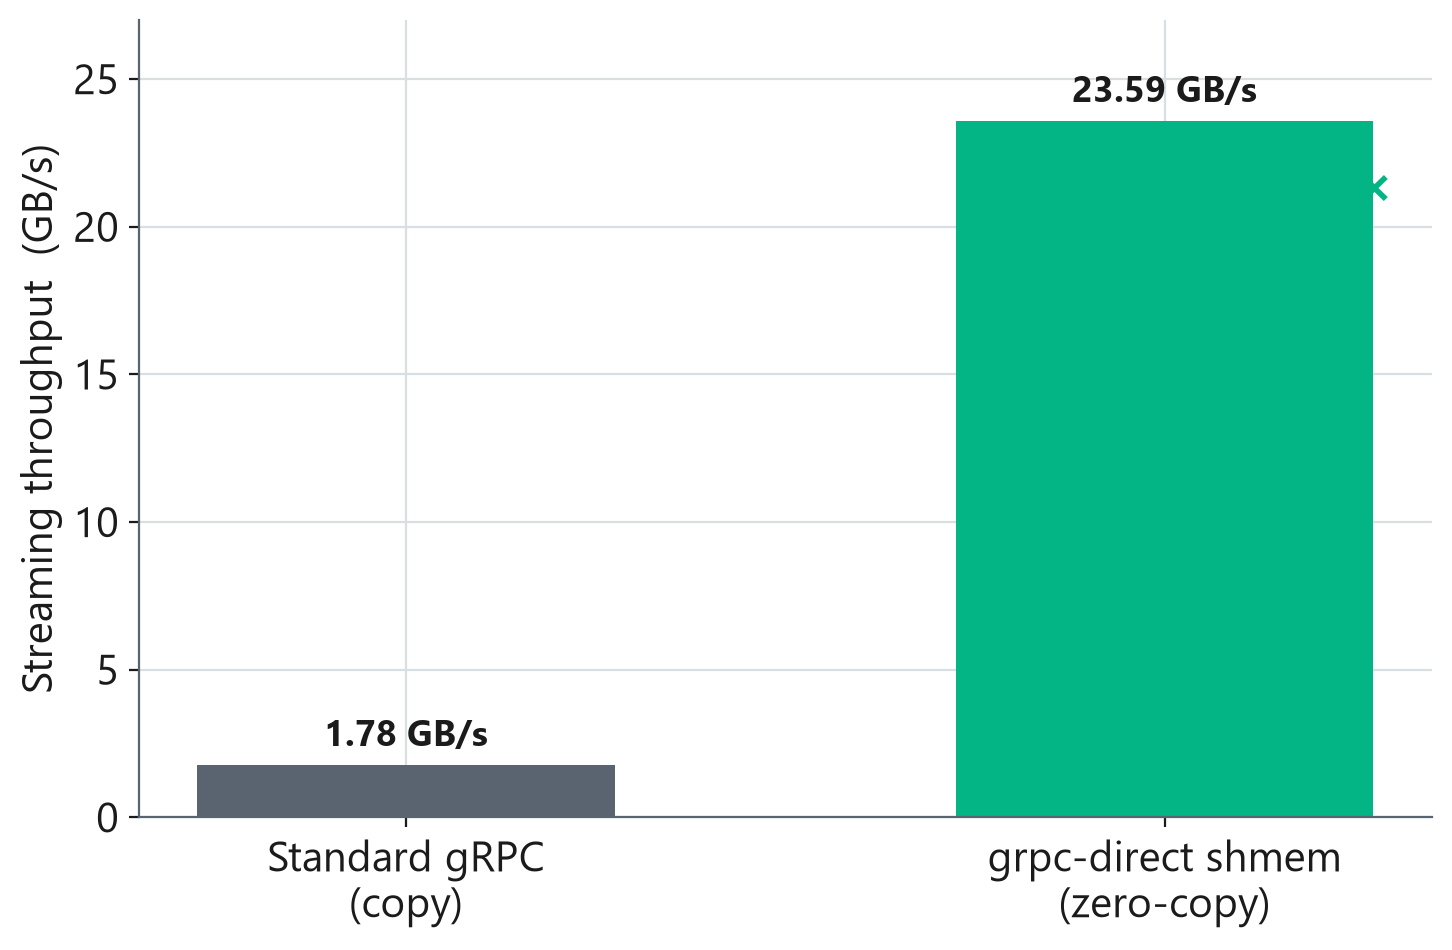 Streaming throughput (GB/s)
25
20
15
10
5
0
1.78 GB/s
23.59 GB/s
×
Standard gRPC
(copy)
grpc-direct shmem
(zero-copy)